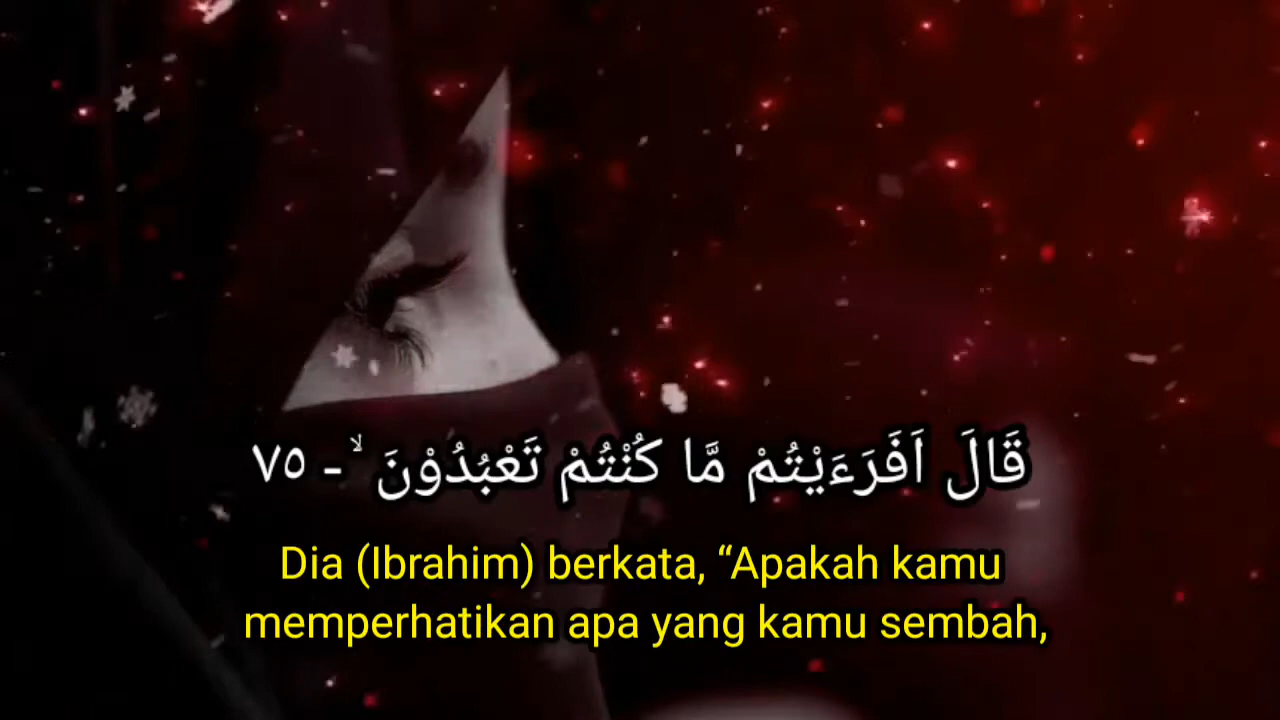 قَالَ اَفَرَءَيْتُمْ مَّا كُنْتُمْ تَعْبُدُوْنَ ۙ - ٧٥
Dia (Ibrahim) berkata, “Apakah kamu
memperhatikan apa yang kamu sembah,